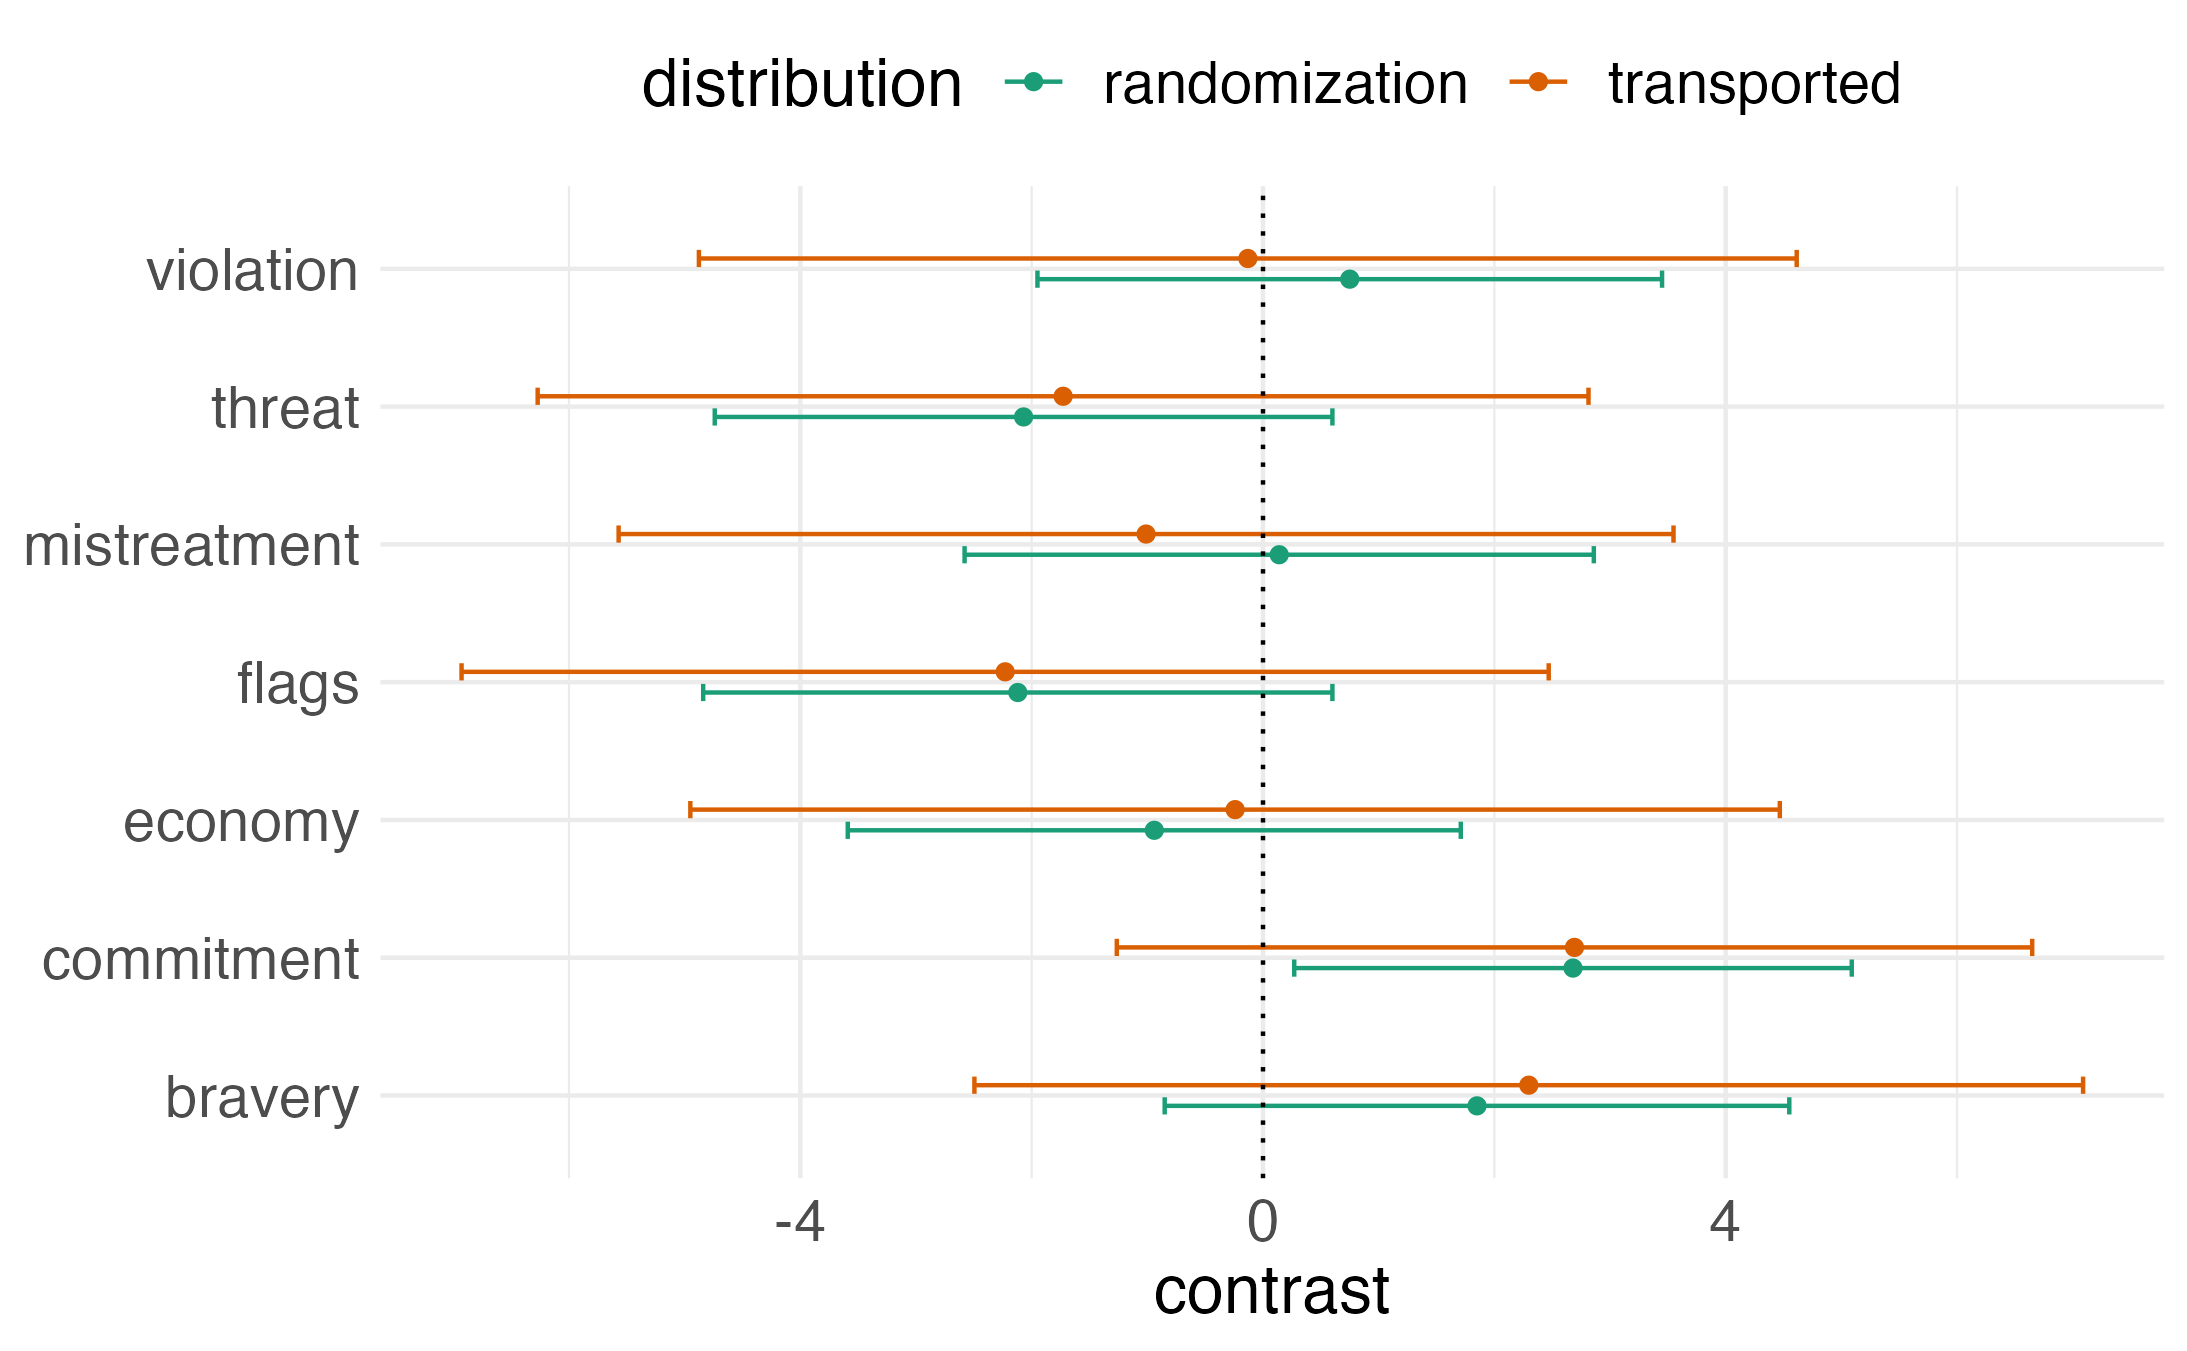 distribution randomization transported
violation
threat
mistreatment
flags
economy
commitment
bravery
-4 0 4
contrast